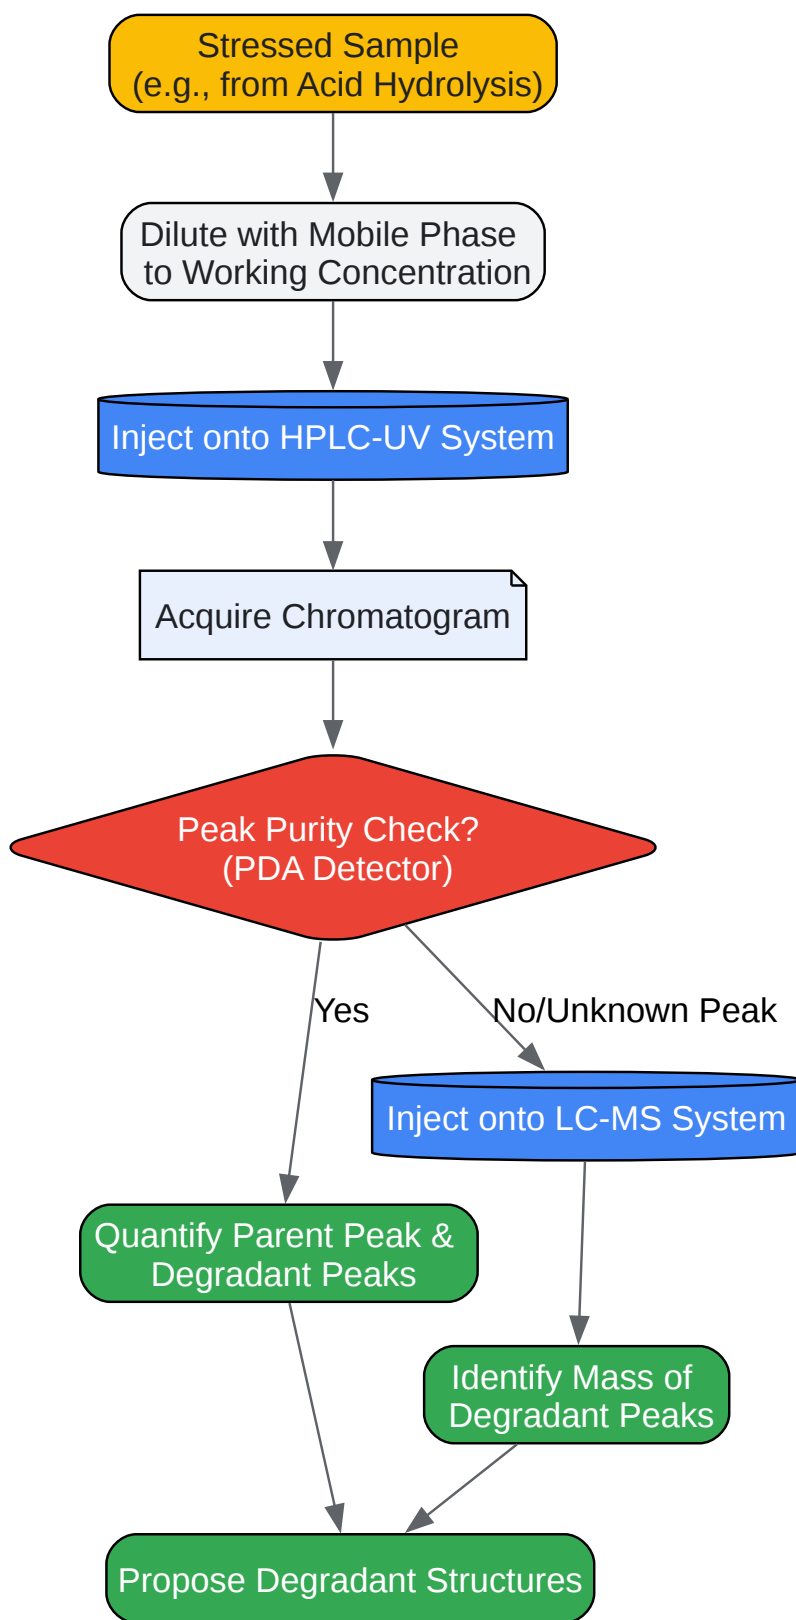 Stressed Sample
(e.g., from Acid Hydrolysis)
Dilute with Mobile Phase
to Working Concentration
Inject onto HPLC-UV System
Acquire Chromatogram
Peak Purity Check?
(PDA Detector)
Yes
No/Unknown Peak
Inject onto LC-MS System
Quantify Parent Peak &
Degradant Peaks
Identify Mass of
Degradant Peaks
Propose Degradant Structures